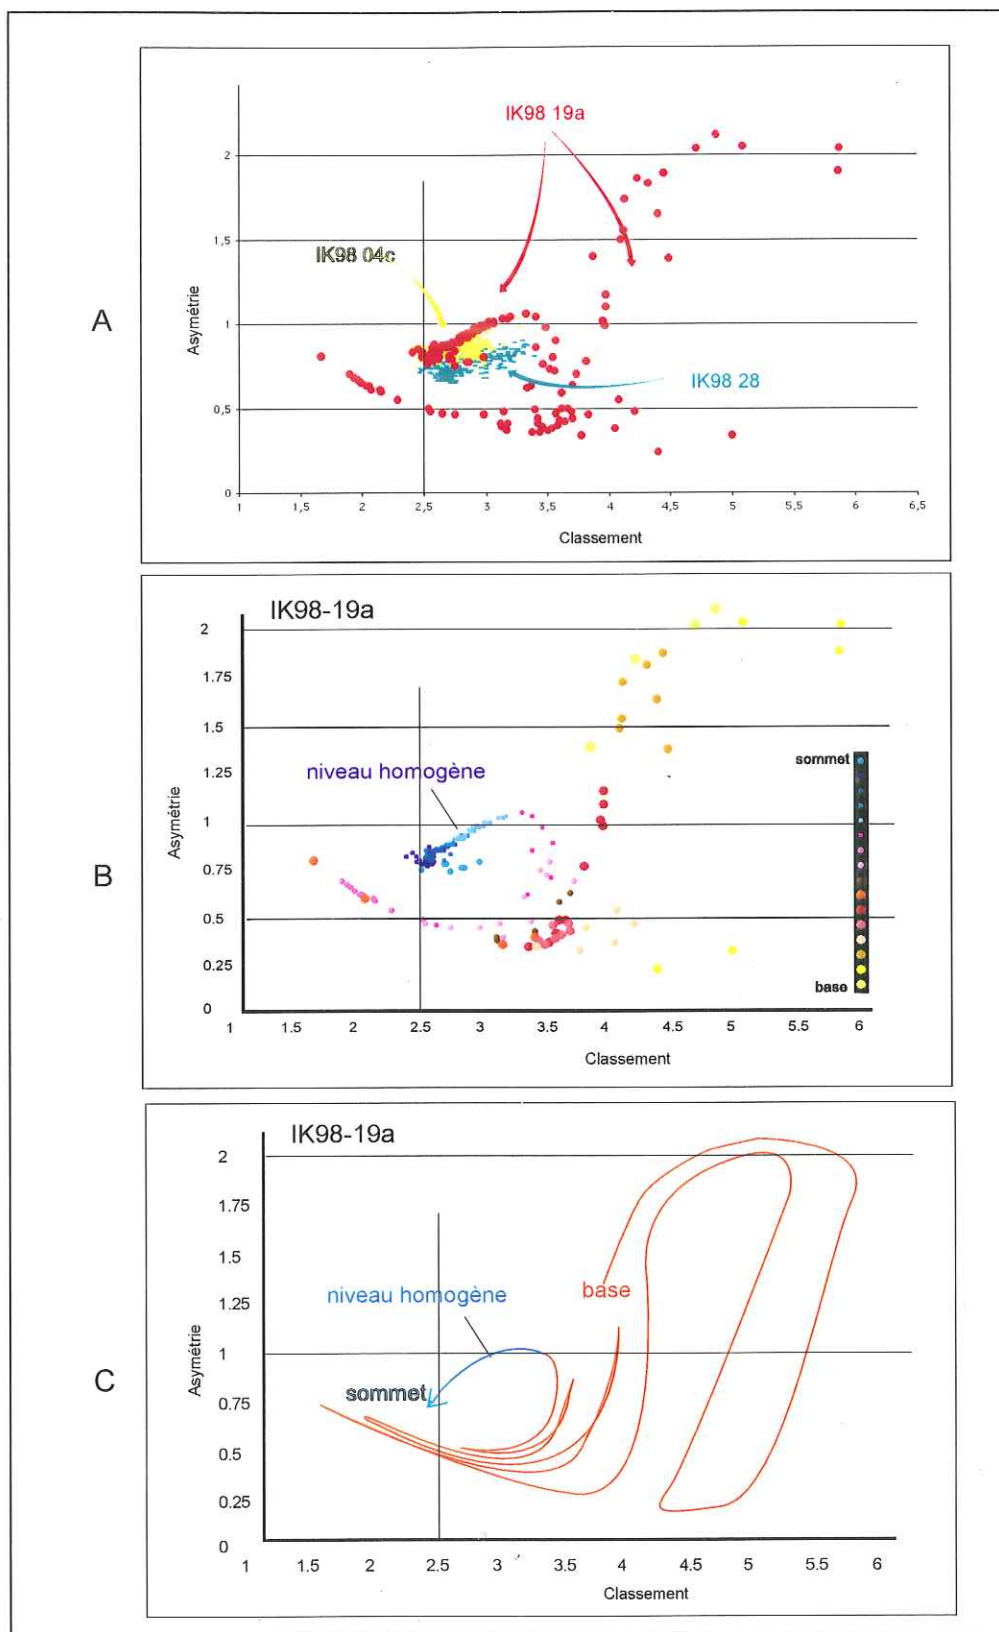 A
IK98 19a
2
1,5
IK98 04c
Asymétrie
1
IK98 28
0,5
0
1 1,5 2 2,5 3 3,5 4 4,5 5 5,5 6 6,5
Classement
B
IK98-19a
2
1.75
1.5
sommet
niveau homogène
1.25
Asymétrie
1
0.75
0.5
0.25
base
0
1 1.5 2 2.5 3 3.5 4 4.5 5 5.5 6
Classement
C
IK98-19a
2
1.75
1.5
niveau homogène
base
1.25
Asymétrie
1
sommet
0.75
0.5
0.25
0
1 1.5 2 2.5 3 3.5 4 4.5 5 5.5 6
Classement